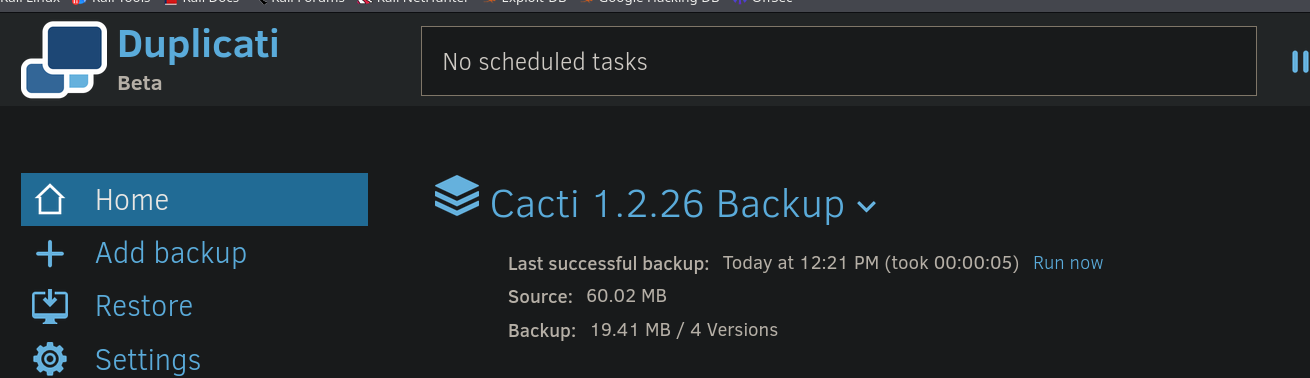 Kali Linux Kali Tools Kali Docs Kali Forums Kali NetHunter Exploit-DB Google Hacking DB OffSec
Duplicati
Beta
No scheduled tasks
Home
Add backup
Restore
Settings
Cacti 1.2.26 Backup
Last successful backup: Today at 12:21 PM (took 00:00:05) Run now
Source: 60.02 MB
Backup: 19.41 MB / 4 Versions